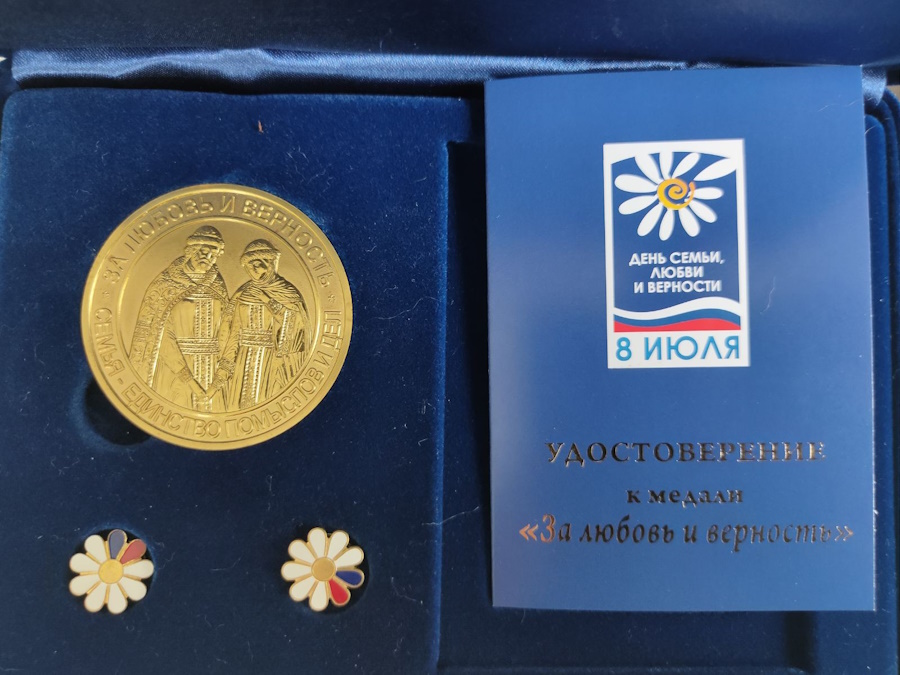 ЗА ЛЮБОВЬ И ВЕРНОСТЬ
СЕМЬЯ - ЕДИНСТВО ПОМЫСЛОВ И ДЕЛ
ДЕНЬ СЕМЬИ,
ЛЮБВИ
И ВЕРНОСТИ
8 ИЮЛЯ
УДОСТОВЕРЕНИЕ
к медали
«За любовь и верность»